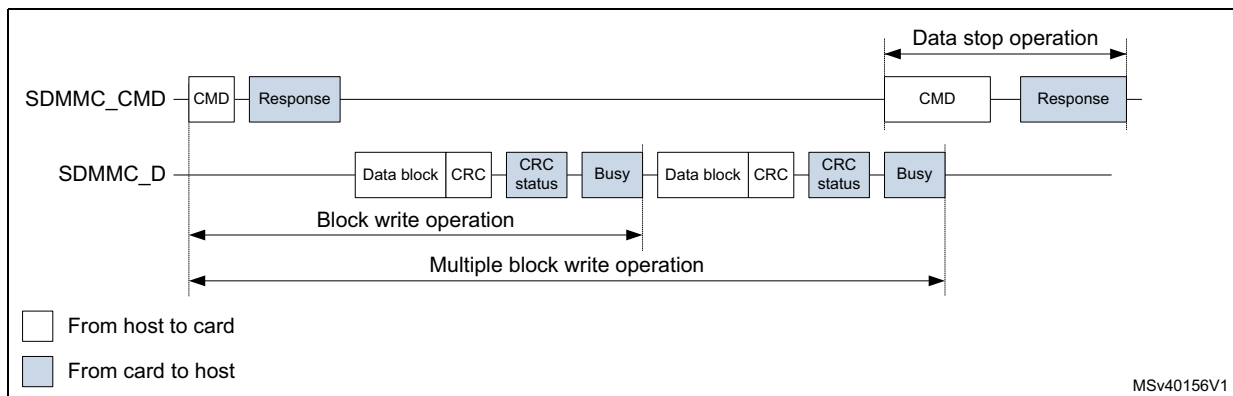 Data stop operation
SDMMC_CMD CMD Response CMD Response
SDMMC_D Data block CRC CRC status Busy Data block CRC CRC status Busy
Block write operation
Multiple block write operation
From host to card
From card to host
MSv40156V1